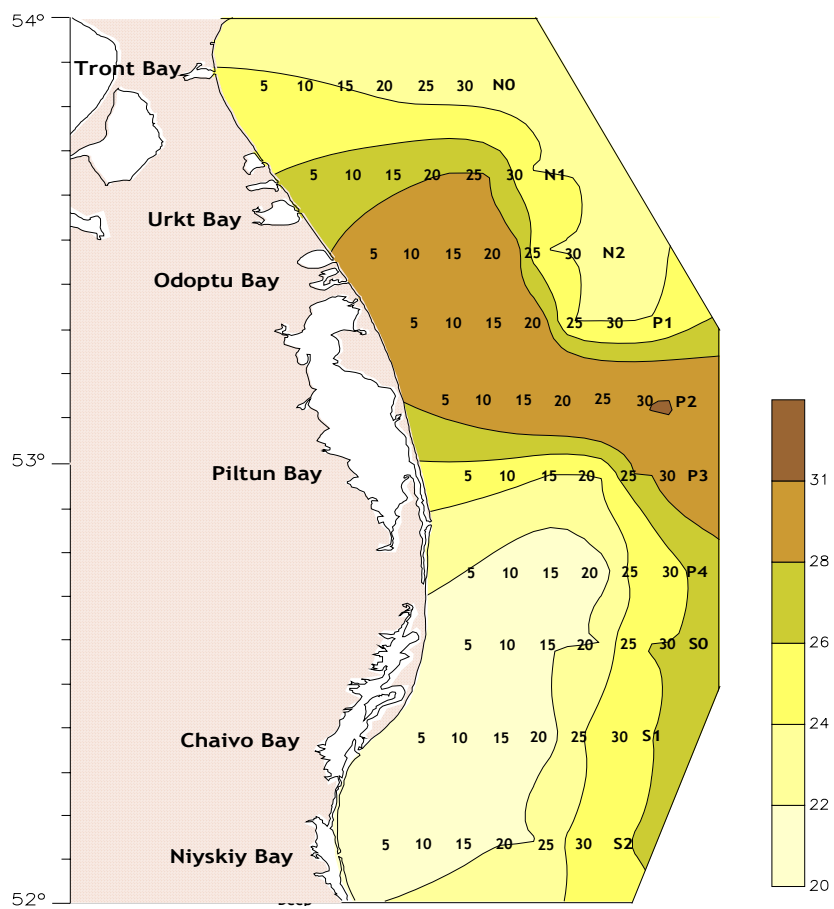 54°
Tront Bay
5 10 15 20 25 30 N0
5 10 15 20 25 30 N1
Urkt Bay
5 10 15 20 25 30 N2
Odoptu Bay
5 10 15 20 25 30 P1
5 10 15 20 25 30 P2
53°
Piltun Bay
5 10 15 20 25 30 P3
31
28
5 10 15 20 25 30 P4
26
5 10 15 20 25 30 S0
24
Chaivo Bay
5 10 15 20 25 30 S1
22
5 10 15 20 25 30 S2
Niyskiy Bay
20
52°